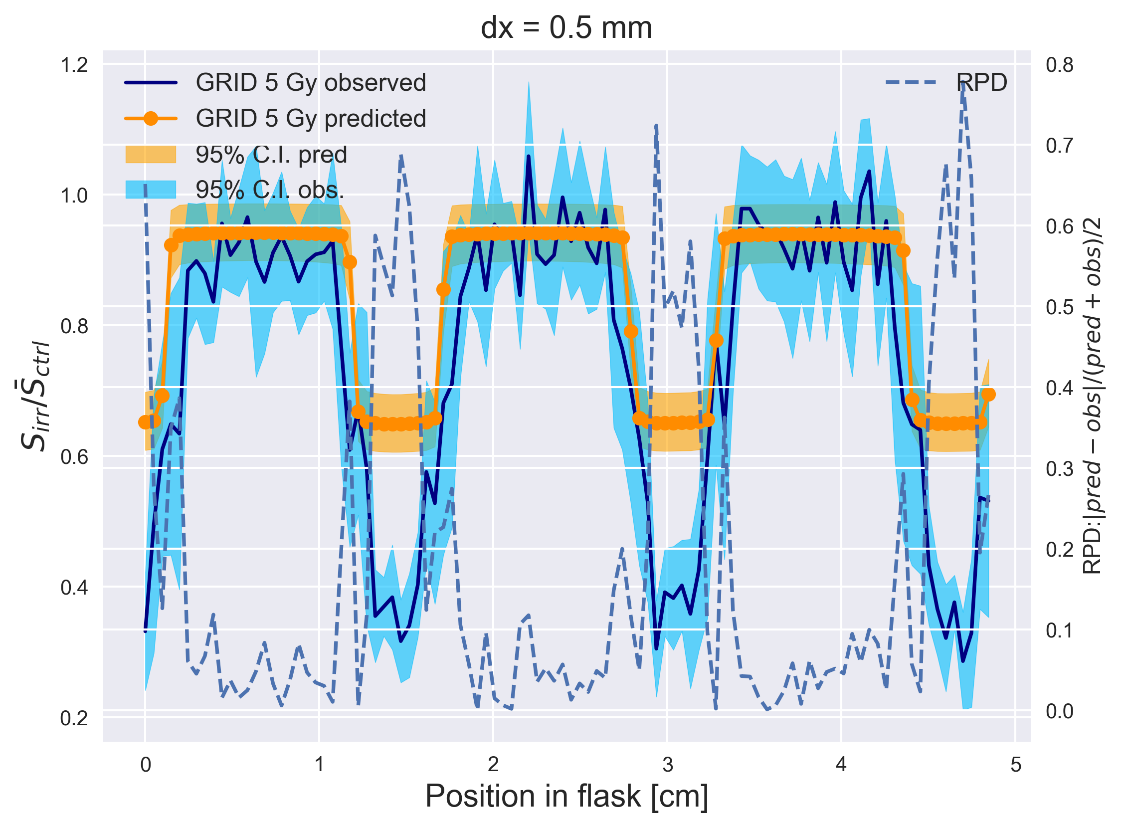 dx = 0.5 mm
GRID 5 Gy observed
GRID 5 Gy predicted
95% C.I. pred
95% C.I. obs.
RPD
1.2
1.0
0.8
0.6
0.4
0.2
S_irr/S̄_ctrl
0.8
0.7
0.6
0.5
0.4
0.3
0.2
0.1
0.0
RPD:|pred − obs|/(pred + obs)/2
0 1 2 3 4 5
Position in flask [cm]